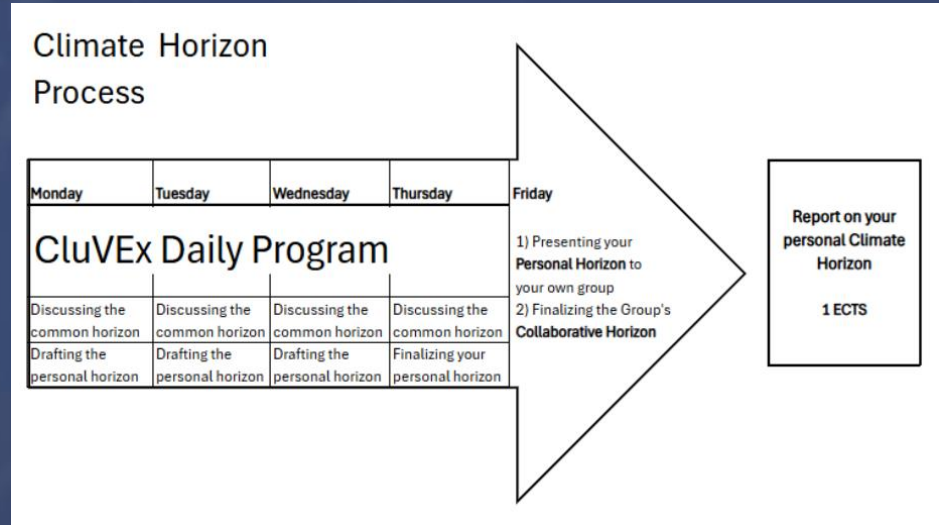 Climate Horizon
Process
Monday
Tuesday
Wednesday
Thursday
Friday
CluVEx Daily Program
Discussing the
common horizon
Discussing the
common horizon
Discussing the
common horizon
Discussing the
common horizon
Drafting the
personal horizon
Drafting the
personal horizon
Drafting the
personal horizon
Finalizing your
personal horizon
1) Presenting your
Personal Horizon to
your own group
2) Finalizing the Group's
Collaborative Horizon
Report on your
personal Climate
Horizon
1 ECTS